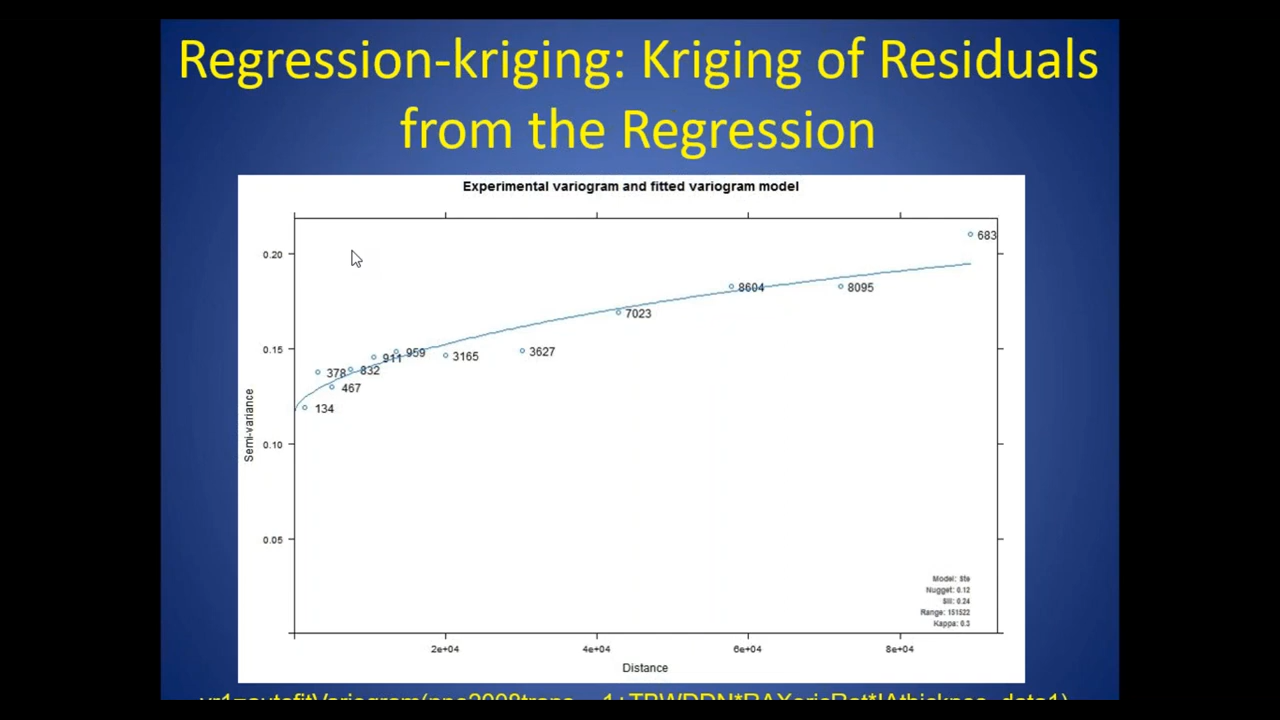 Regression-kriging: Kriging of Residuals
from the Regression
Experimental variogram and fitted variogram model
Semi-variance
0.20
0.15
0.10
0.05
683
8604
8095
7023
959
911
3165
3627
378
832
467
134
Model: Ste
Nugget: 0.12
Sill: 0.24
Range: 151522
Kappa: 0.3
2e+04
4e+04
6e+04
8e+04
Distance